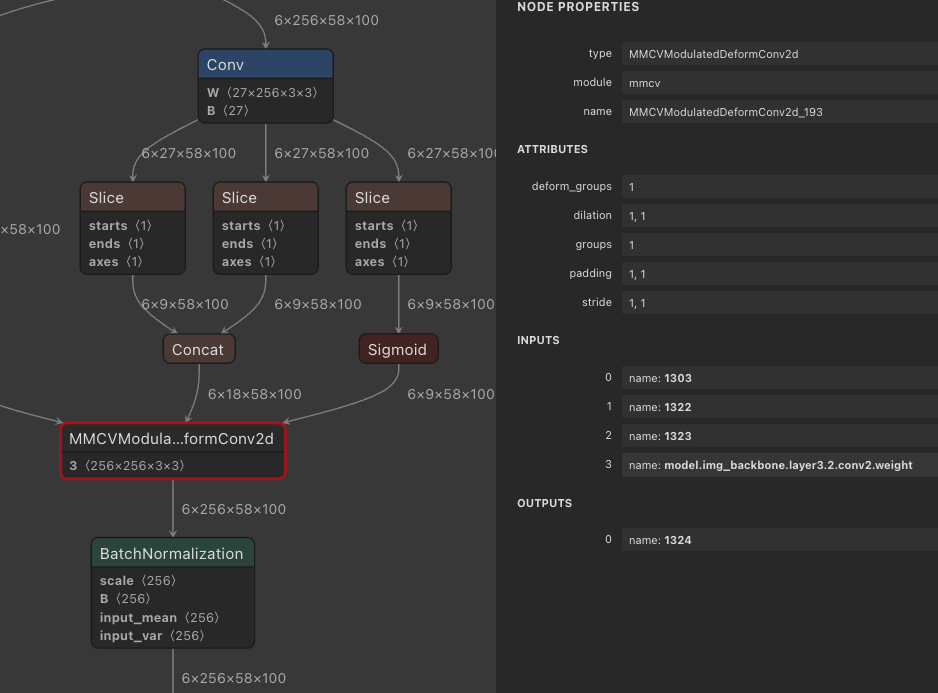 6×256×58×100
Conv
W ⟨27×256×3×3⟩
B ⟨27⟩
6×27×58×100
6×27×58×100
6×27×58×10
Slice
starts ⟨1⟩
ends ⟨1⟩
axes ⟨1⟩
Slice
starts ⟨1⟩
ends ⟨1⟩
axes ⟨1⟩
Slice
starts ⟨1⟩
ends ⟨1⟩
axes ⟨1⟩
×58×100
6×9×58×100
6×9×58×100
6×9×58×100
Concat
Sigmoid
6×18×58×100
6×9×58×100
MMCVModula...formConv2d
3 ⟨256×256×3×3⟩
6×256×58×100
BatchNormalization
scale ⟨256⟩
B ⟨256⟩
input_mean ⟨256⟩
input_var ⟨256⟩
6×256×58×100
NODE PROPERTIES
type MMCVModulatedDeformConv2d
module mmcv
name MMCVModulatedDeformConv2d_193
ATTRIBUTES
deform_groups 1
dilation 1, 1
groups 1
padding 1, 1
stride 1, 1
INPUTS
0 name: 1303
1 name: 1322
2 name: 1323
3 name: model.img_backbone.layer3.2.conv2.weight
OUTPUTS
0 name: 1324